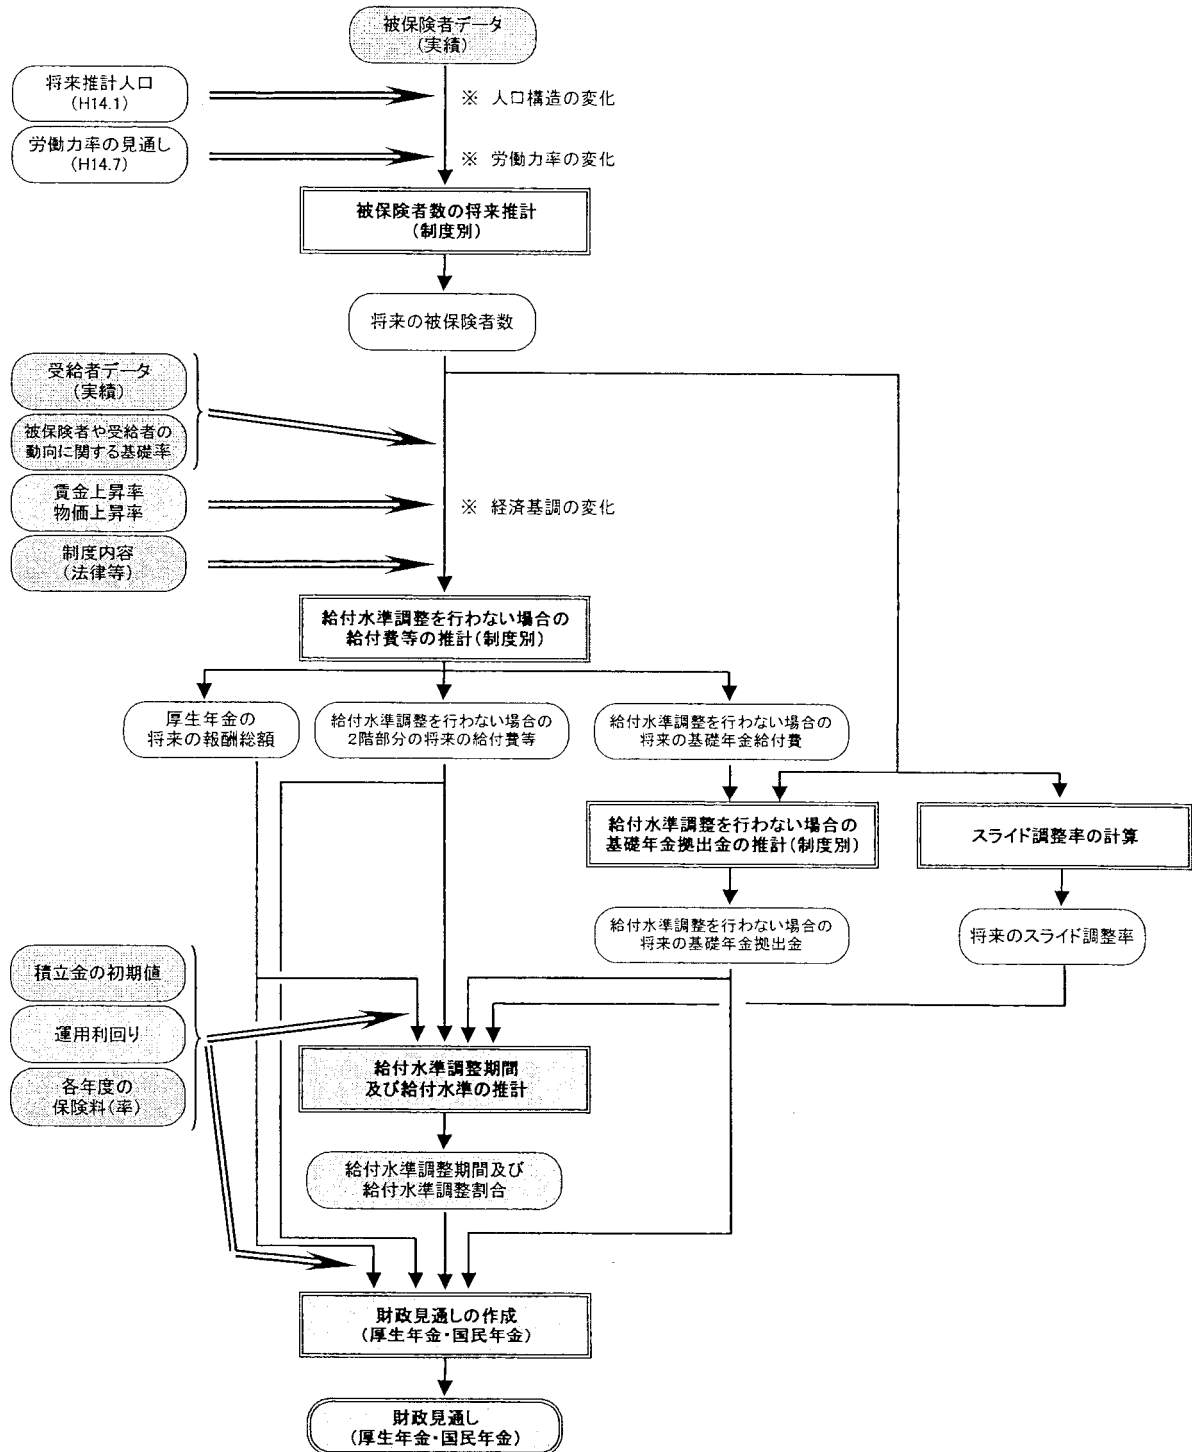 被保険者データ
(実績)
将来推計人口
(H14.1)
※ 人口構造の変化
労働力率の見通し
(H14.7)
※ 労働力率の変化
被保険者数の将来推計
(制度別)
将来の被保険者数
受給者データ
(実績)
被保険者や受給者の
動向に関する基礎率
賃金上昇率
物価上昇率
※ 経済基調の変化
制度内容
(法律等)
給付水準調整を行わない場合の
給付費等の推計(制度別)
厚生年金の
将来の報酬総額
給付水準調整を行わない場合の
2階部分の将来の給付費等
給付水準調整を行わない場合の
将来の基礎年金給付費
給付水準調整を行わない場合の
基礎年金拠出金の推計(制度別)
スライド調整率の計算
給付水準調整を行わない場合の
将来の基礎年金拠出金
将来のスライド調整率
積立金の初期値
運用利回り
各年度の
保険料(率)
給付水準調整期間
及び給付水準の推計
給付水準調整期間及び
給付水準調整割合
財政見通しの作成
(厚生年金・国民年金)
財政見通し
(厚生年金・国民年金)